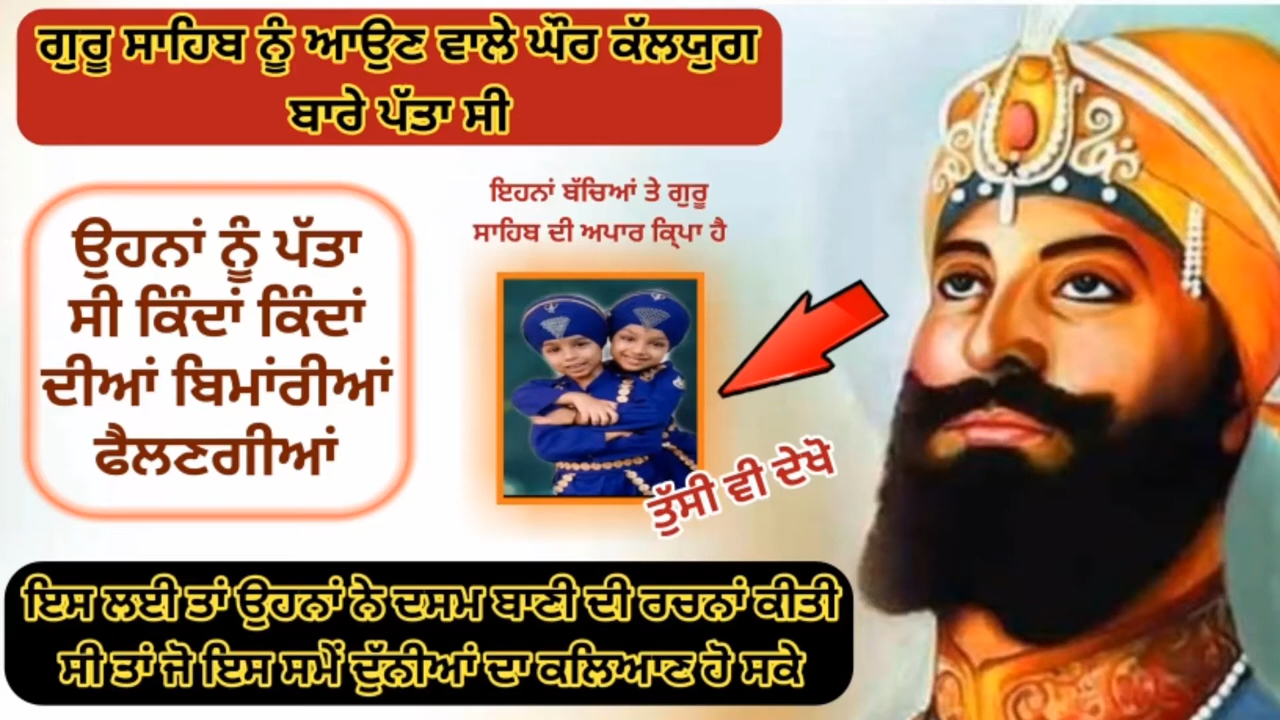 ਗੁਰੂ ਸਾਹਿਬ ਨੂੰ ਆਉਣ ਵਾਲੇ ਘੌਰ ਕੱਲਯੁਗ
ਬਾਰੇ ਪੱਤਾ ਸੀ
ਇਹਨਾਂ ਬੱਚਿਆਂ ਤੇ ਗੁਰੂ
ਸਾਹਿਬ ਦੀ ਅਪਾਰ ਕ੍ਰਿਪਾ ਹੈ
ਉਹਨਾਂ ਨੂੰ ਪੱਤਾ
ਸੀ ਕਿੰਦਾਂ ਕਿੰਦਾਂ
ਦੀਆਂ ਬਿਮਾਂਰੀਆਂ
ਫੈਲਣਗੀਆਂ
ਤੁੱਸੀ ਵੀ ਦੇਖੋ
ਇਸ ਲਈ ਤਾਂ ਉਹਨਾਂ ਨੇ ਦਸਮ ਬਾਣੀ ਦੀ ਰਚਨਾਂ ਕੀਤੀ
ਸੀ ਤਾਂ ਜੋ ਇਸ ਸਮੇਂ ਦੁੱਨੀਆਂ ਦਾ ਕਲਿਆਣ ਹੋ ਸਕੇ